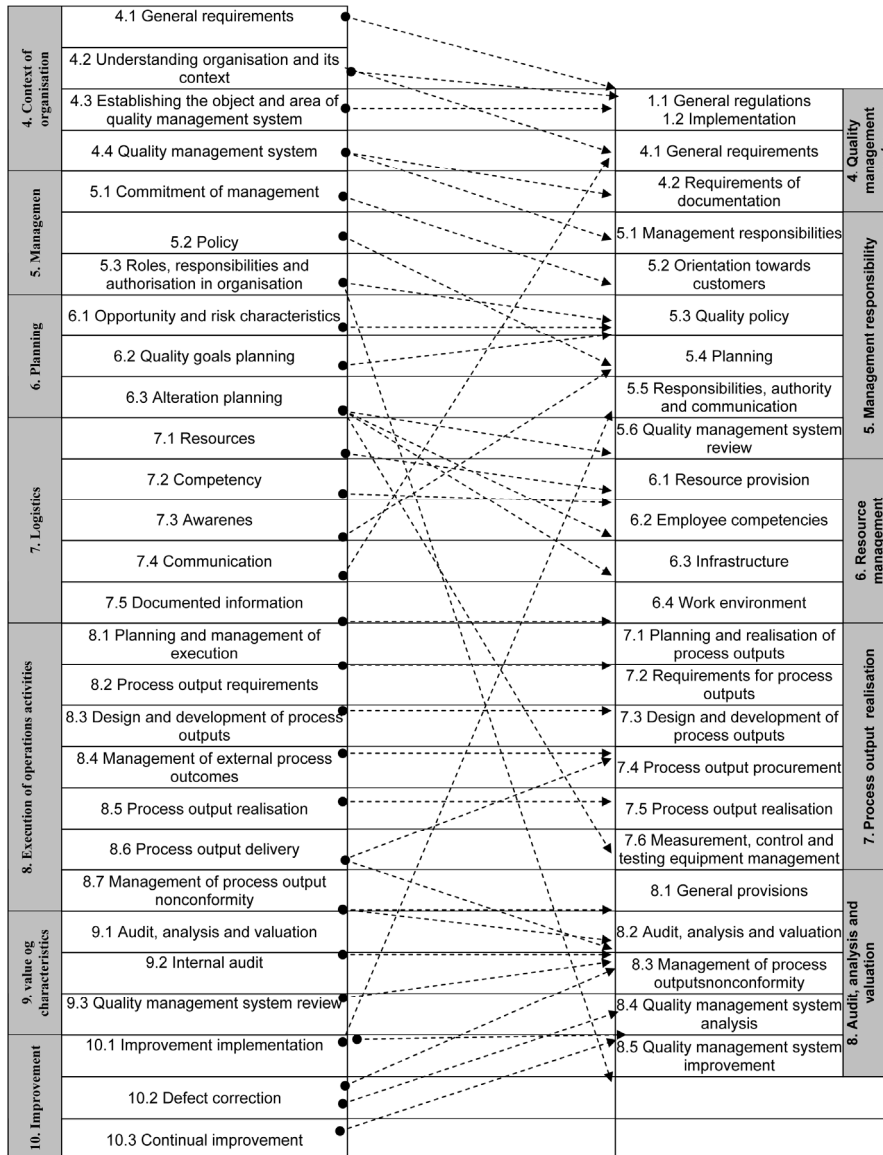 4. Context of
organisation
4.1 General requirements
4.2 Understanding organisation and its
context
4.3 Establishing the object and area of
quality management system
4.4 Quality management system
5. Managemen
5.1 Commitment of management
5.2 Policy
5.3 Roles, responsibilities and
authorisation in organisation
6. Planning
6.1 Opportunity and risk characteristics
6.2 Quality goals planning
6.3 Alteration planning
7. Logistics
7.1 Resources
7.2 Competency
7.3 Awarenes
7.4 Communication
7.5 Documented information
8. Execution of operations activities
8.1 Planning and management of
execution
8.2 Process output requirements
8.3 Design and development of process
outputs
8.4 Management of external process
outcomes
8.5 Process output realisation
8.6 Process output delivery
8.7 Management of process output
nonconformity
9. value og
characteristics
9.1 Audit, analysis and valuation
9.2 Internal audit
9.3 Quality management system review
10. Improvement
10.1 Improvement implementation
10.2 Defect correction
10.3 Continual improvement
1.1 General regulations
1.2 Implementation
4.1 General requirements
4.2 Requirements of
documentation
4. Quality
management
5.1 Management responsibilities
5.2 Orientation towards
customers
5.3 Quality policy
5.4 Planning
5.5 Responsibilities, authority
and communication
5.6 Quality management system
review
5. Management responsibility
6.1 Resource provision
6.2 Employee competencies
6.3 Infrastructure
6.4 Work environment
6. Resource
management
7.1 Planning and realisation of
process outputs
7.2 Requirements for process
outputs
7.3 Design and development of
process outputs
7.4 Process output procurement
7.5 Process output realisation
7.6 Measurement, control and
testing equipment management
7. Process output realisation
8.1 General provisions
8.2 Audit, analysis and valuation
8.3 Management of process
outputsnonconformity
8.4 Quality management system
analysis
8.5 Quality management system
improvement
8. Audit, analysis and
valuation